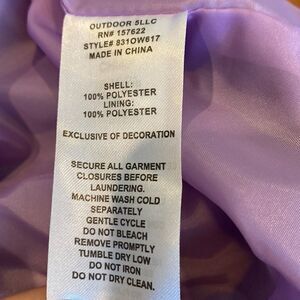 OUTDOOR 5LLC
RN# 157622
STYLE# 831OW617
MADE IN CHINA
SHELL:
100% POLYESTER
LINING:
100% POLYESTER
EXCLUSIVE OF DECORATION
SECURE ALL GARMENT
CLOSURES BEFORE
LAUNDERING.
MACHINE WASH COLD
SEPARATELY
GENTLE CYCLE
DO NOT BLEACH
REMOVE PROMPTLY
TUMBLE DRY LOW
DO NOT IRON
DO NOT DRY CLEAN.